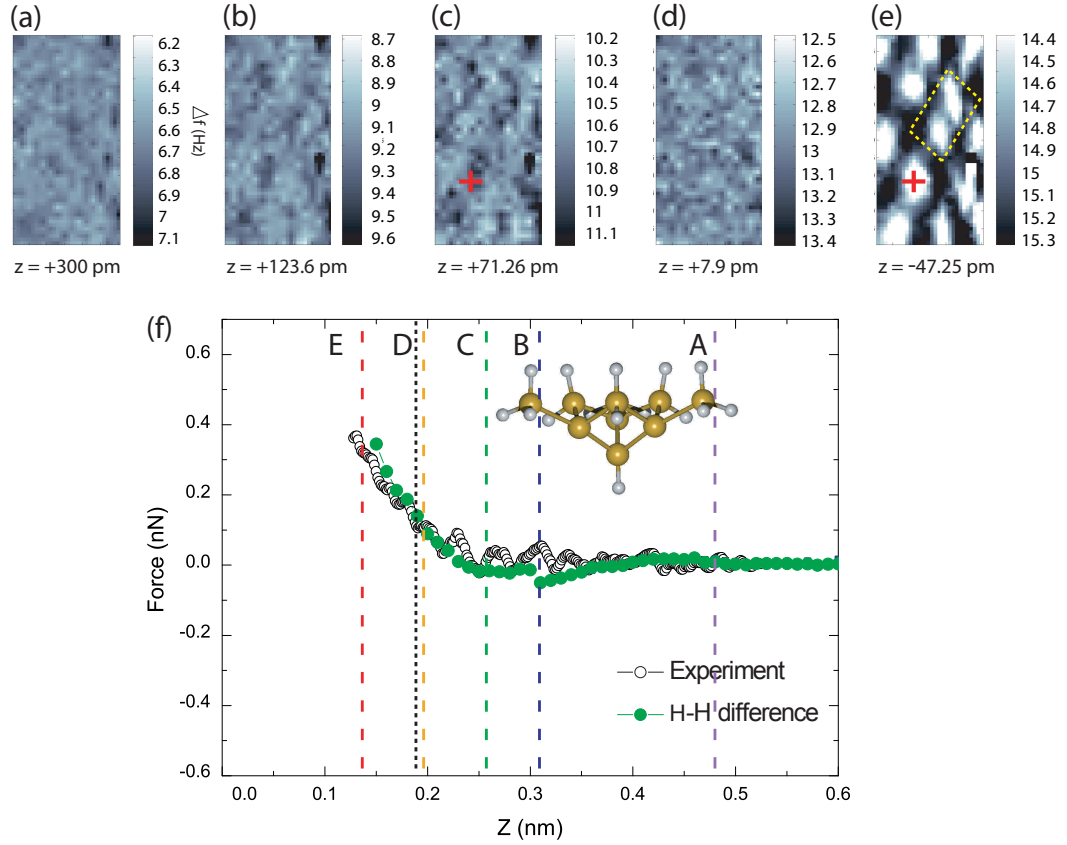 (a) (b) (c) (d) (e)
6.2 6.3 6.4 6.5 6.6 6.7 6.8 6.9 7 7.1
Δf (Hz)
8.7 8.8 8.9 9 9.1 9.2 9.3 9.4 9.5 9.6
10.2 10.3 10.4 10.5 10.6 10.7 10.8 10.9 11 11.1
12.5 12.6 12.7 12.8 12.9 13 13.1 13.2 13.3 13.4
14.4 14.5 14.6 14.7 14.8 14.9 15 15.1 15.2 15.3
z = +300 pm
z = +123.6 pm
z = +71.26 pm
z = +7.9 pm
z = -47.25 pm
(f)
E D C B A
0.6
0.4
0.2
0.0
-0.2
-0.4
-0.6
Force (nN)
Experiment
H-H difference
0.0 0.1 0.2 0.3 0.4 0.5 0.6
Z (nm)